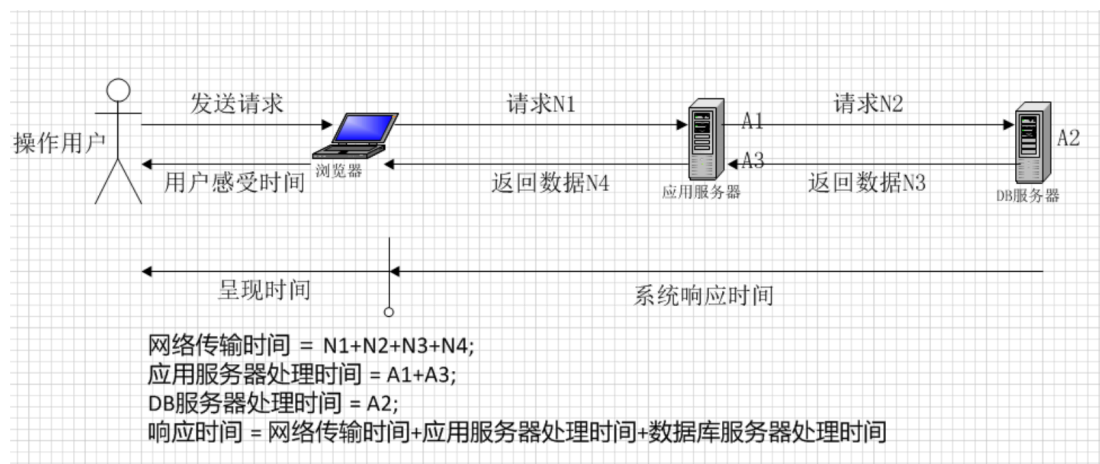 发送请求
请求N1
请求N2
操作用户
A1
A2
用户感受时间
浏览器
返回数据N4
A3
返回数据N3
应用服务器
DB服务器
呈现时间
系统响应时间
网络传输时间 = N1+N2+N3+N4;
应用服务器处理时间 = A1+A3;
DB服务器处理时间 = A2;
响应时间 = 网络传输时间+应用服务器处理时间+数据库服务器处理时间